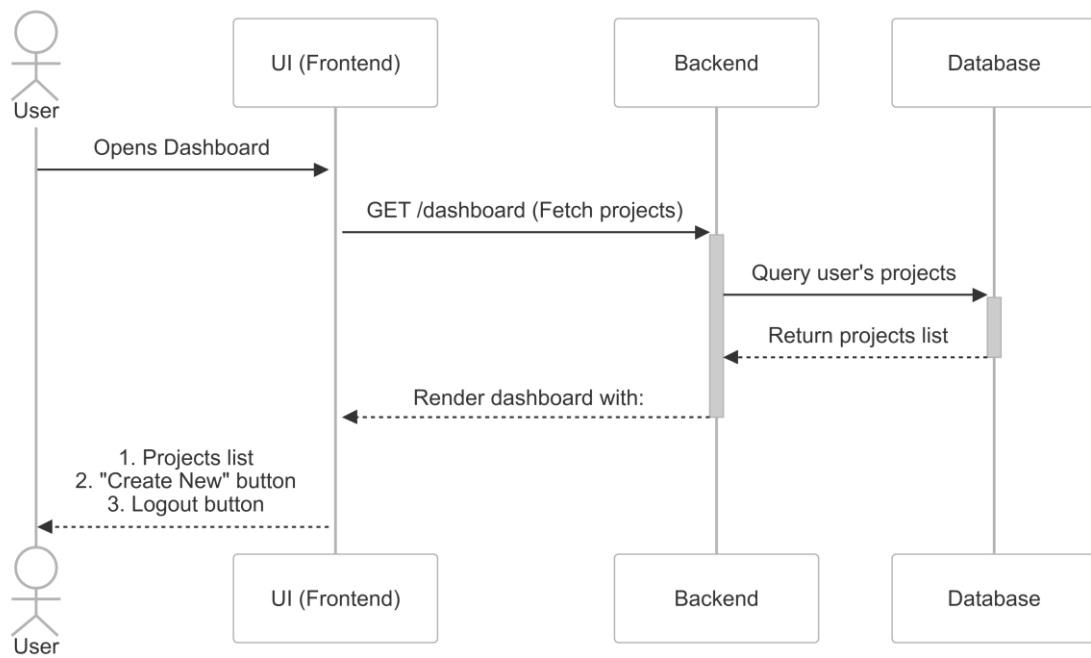 User
UI (Frontend)
Backend
Database
Opens Dashboard
GET /dashboard (Fetch projects)
Query user's projects
Return projects list
Render dashboard with:
1. Projects list
2. "Create New" button
3. Logout button
User
UI (Frontend)
Backend
Database